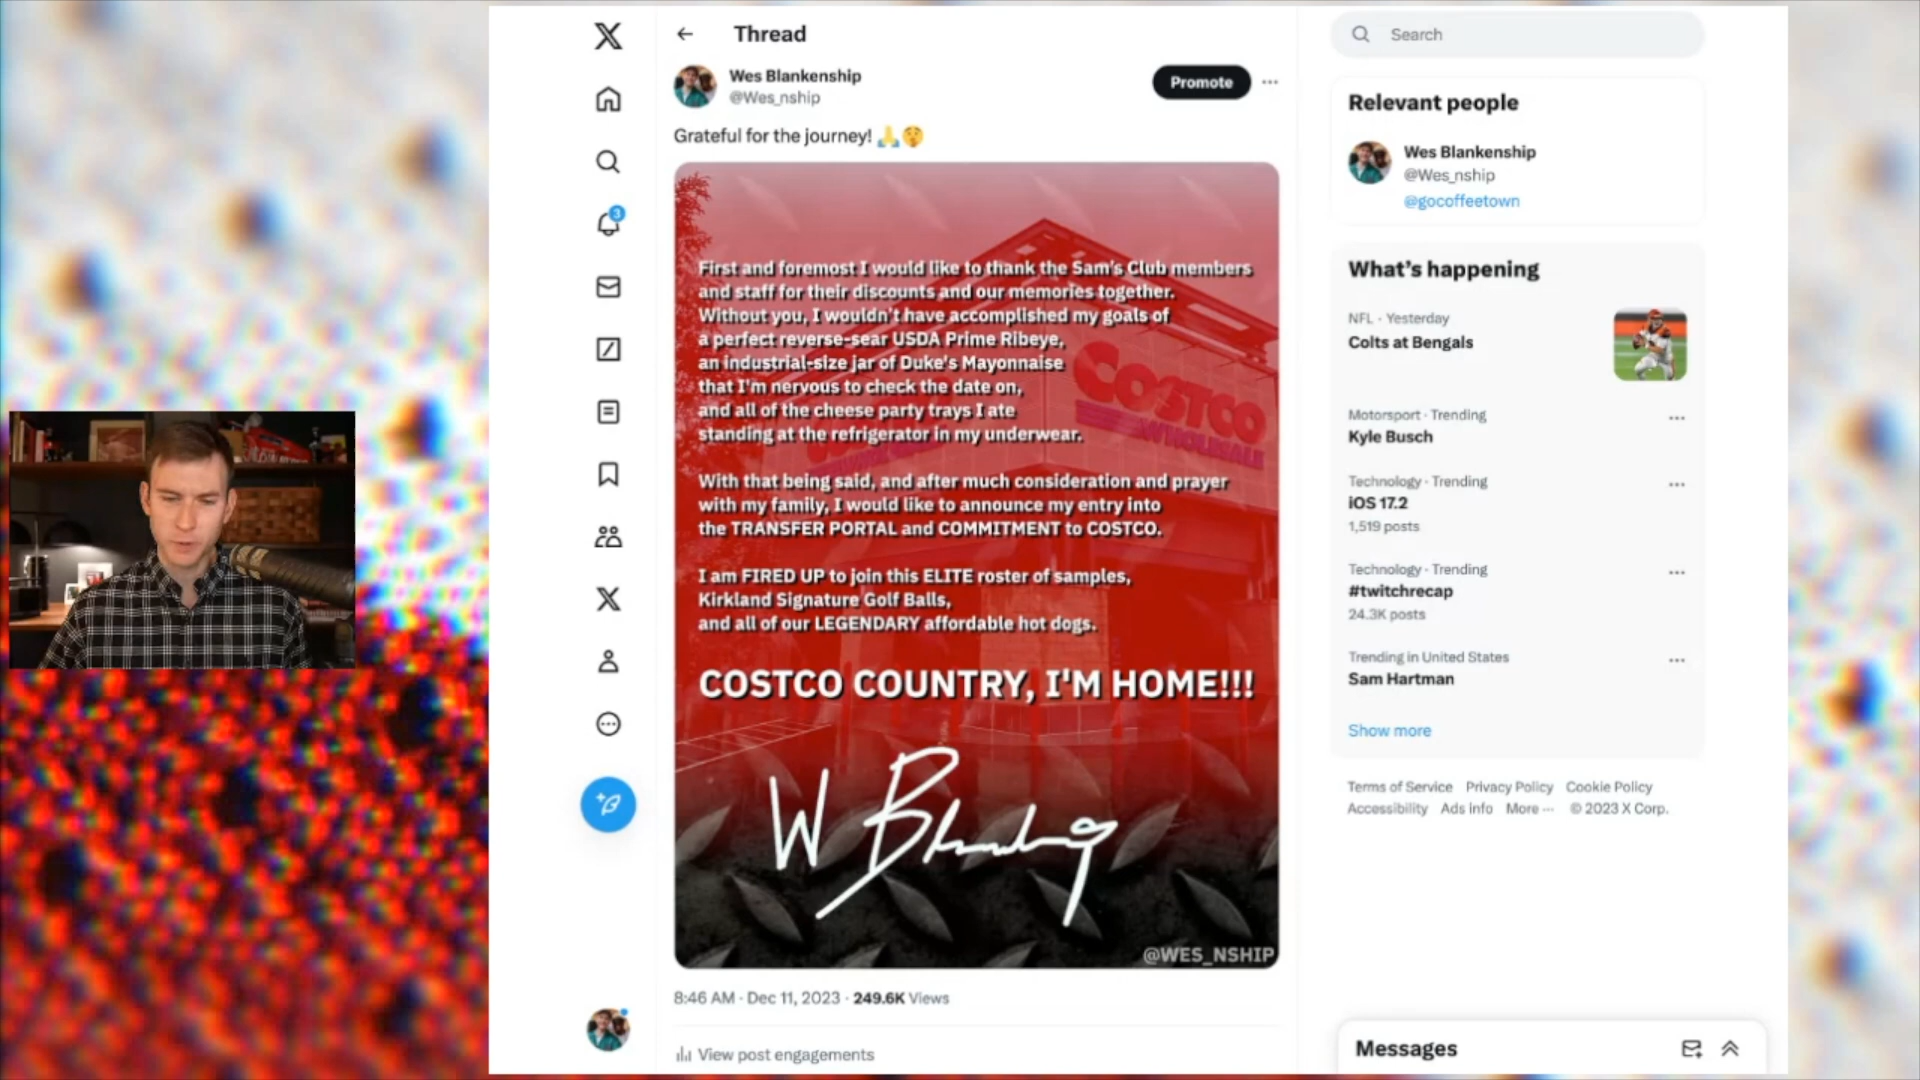 Thread
Wes Blankenship
@Wes_nship
Promote
Grateful for the journey! 🙏🤫
First and foremost I would like to thank the Sam's Club members
and staff for their discounts and our memories together.
Without you, I wouldn't have accomplished my goals of
a perfect reverse-sear USDA Prime Ribeye,
an industrial-size jar of Duke's Mayonnaise
that I'm nervous to check the date on,
and all of the cheese party trays I ate
standing at the refrigerator in my underwear.
With that being said, and after much consideration and prayer
with my family, I would like to announce my entry into
the TRANSFER PORTAL and COMMITMENT to COSTCO.
I am FIRED UP to join this ELITE roster of samples,
Kirkland Signature Golf Balls,
and all of our LEGENDARY affordable hot dogs.
COSTCO COUNTRY, I'M HOME!!!
COSTCO
WHOLESALE
W Blankenship
@WES_NSHIP
8:46 AM · Dec 11, 2023 · 249.6K Views
View post engagements
3
Search
Relevant people
Wes Blankenship
@Wes_nship
@gocoffeetown
What's happening
NFL · Yesterday
Colts at Bengals
Motorsport · Trending
Kyle Busch
Technology · Trending
iOS 17.2
1,519 posts
Technology · Trending
#twitchrecap
24.3K posts
Trending in United States
Sam Hartman
Show more
Terms of Service Privacy Policy Cookie Policy
Accessibility Ads info More ··· © 2023 X Corp.
Messages